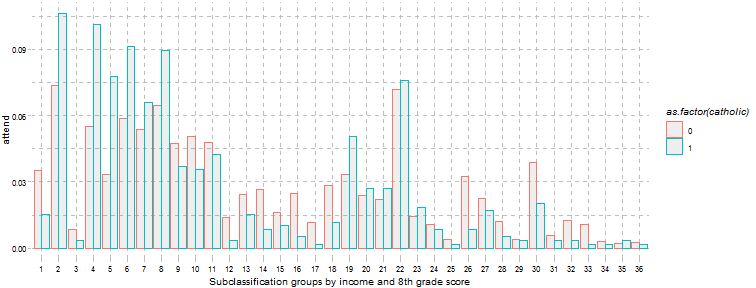 0.09
0.06
0.03
0.00
attend
1 2 3 4 5 6 7 8 9 10 11 12 13 14 15 16 17 18 19 20 21 22 23 24 25 26 27 28 29 30 31 32 33 34 35 36
Subclassification groups by income and 8th grade score
as.factor(catholic)
0
1